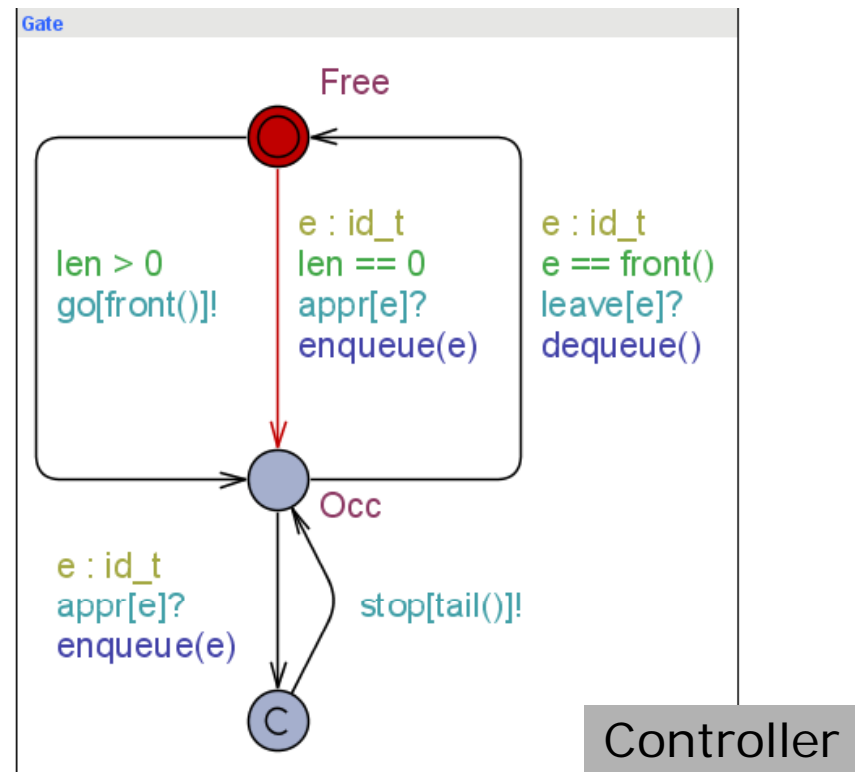 Gate
Free
len > 0
go[front()]!
e : id_t
len == 0
appr[e]?
enqueue(e)
e : id_t
e == front()
leave[e]?
dequeue()
Occ
e : id_t
appr[e]?
enqueue(e)
stop[tail()]!
C
Controller